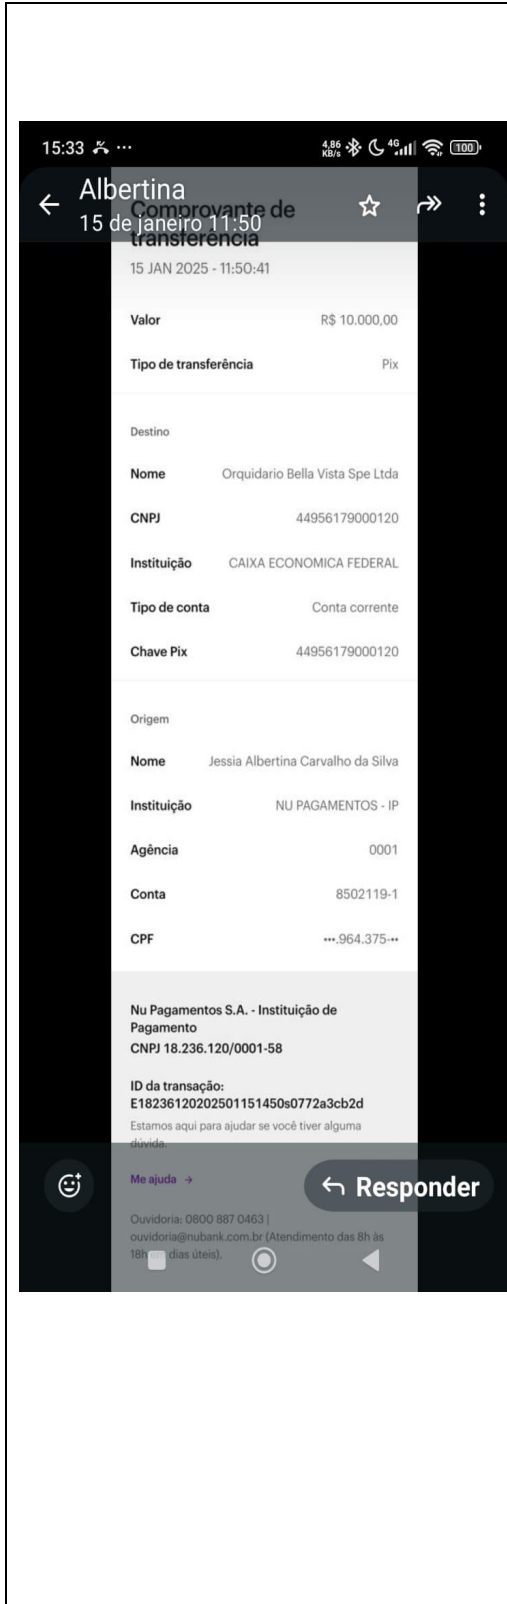 15:33 ... 4,86 KB/s 4G 100
Albertina
15 de janeiro 11:50
Comprovante de
transferência
15 JAN 2025 - 11:50:41
Valor R$ 10.000,00
Tipo de transferência Pix
Destino
Nome Orquidario Bella Vista Spe Ltda
CNPJ 44956179000120
Instituição CAIXA ECONOMICA FEDERAL
Tipo de conta Conta corrente
Chave Pix 44956179000120
Origem
Nome Jessia Albertina Carvalho da Silva
Instituição NU PAGAMENTOS - IP
Agência 0001
Conta 8502119-1
CPF •••.964.375-••
Nu Pagamentos S.A. - Instituição de
Pagamento
CNPJ 18.236.120/0001-58
ID da transação:
E18236120202501151450s0772a3cb2d
Estamos aqui para ajudar se você tiver alguma
dúvida.
Me ajuda →
Responder
Ouvidoria: 0800 887 0463 |
ouvidoria@nubank.com.br (Atendimento das 8h às
18h em dias úteis).